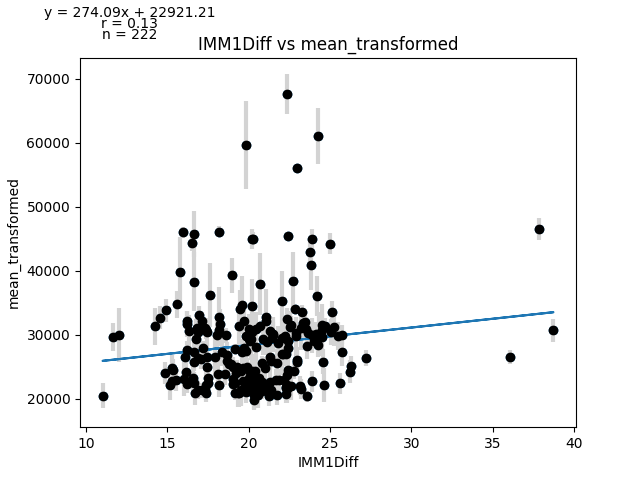 y = 274.09x + 22921.21
r = 0.13
n = 222
IMM1Diff vs mean_transformed
70000
60000
50000
40000
30000
20000
mean_transformed
10 15 20 25 30 35 40
IMM1Diff